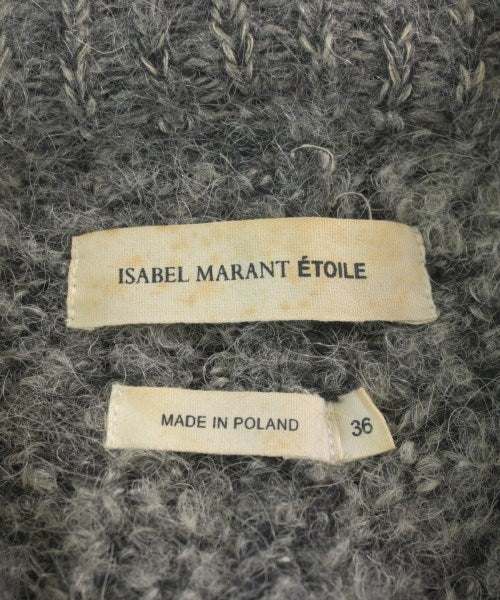 ISABEL MARANT ÉTOILE
MADE IN POLAND
36